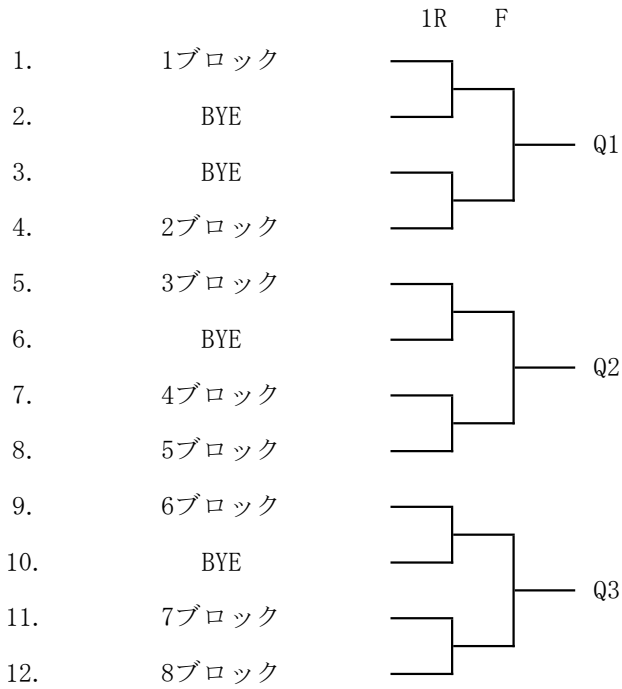 1R F
1. 1ブロック
2. BYE
Q1
3. BYE
4. 2ブロック
5. 3ブロック
6. BYE
Q2
7. 4ブロック
8. 5ブロック
9. 6ブロック
10. BYE
Q3
11. 7ブロック
12. 8ブロック